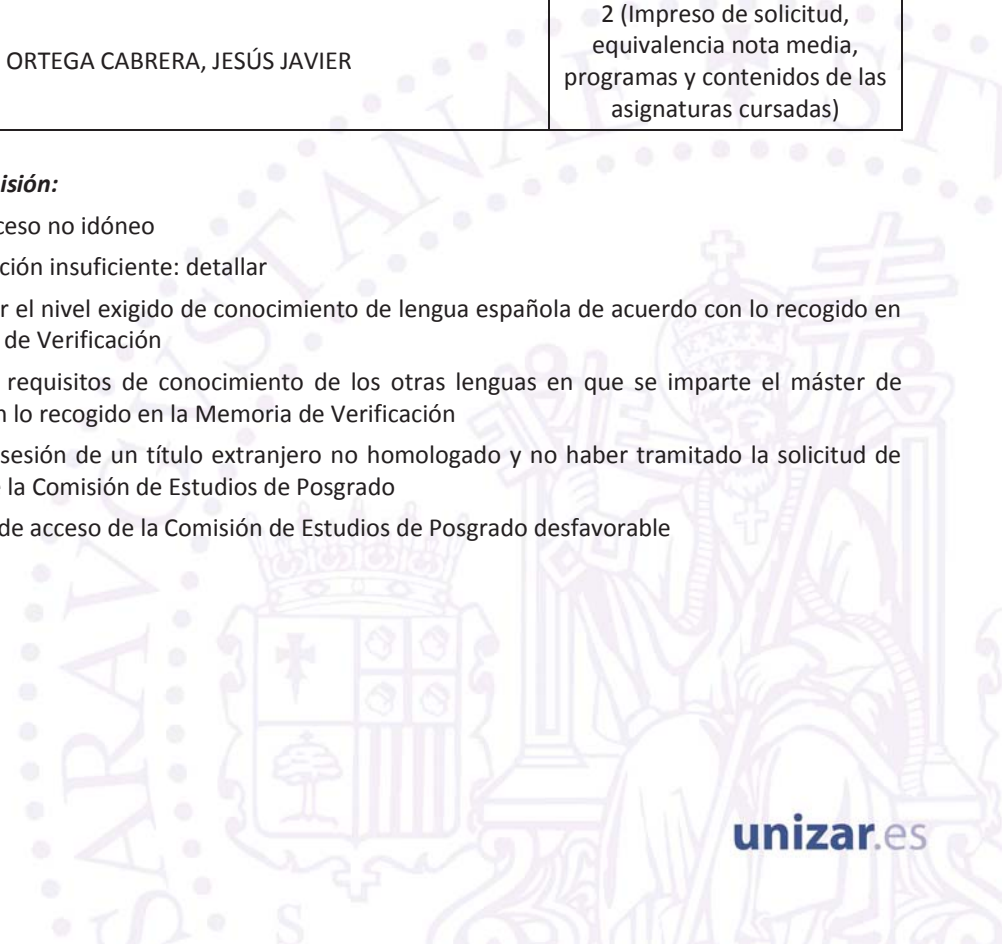 2 (Impreso de solicitud,
equivalencia nota media,
ORTEGA CABRERA, JESÚS JAVIER
programas y contenidos de las
asignaturas cursadas)
isión:
ceso no idóneo
ción insuficiente: detallar
r el nivel exigido de conocimiento de lengua española de acuerdo con lo recogido en
de Verificación
requisitos de conocimiento de los otras lenguas en que se imparte el máster de
n lo recogido en la Memoria de Verificación
sesión de un título extranjero no homologado y no haber tramitado la solicitud de
e la Comisión de Estudios de Posgrado
de acceso de la Comisión de Estudios de Posgrado desfavorable
unizar.es